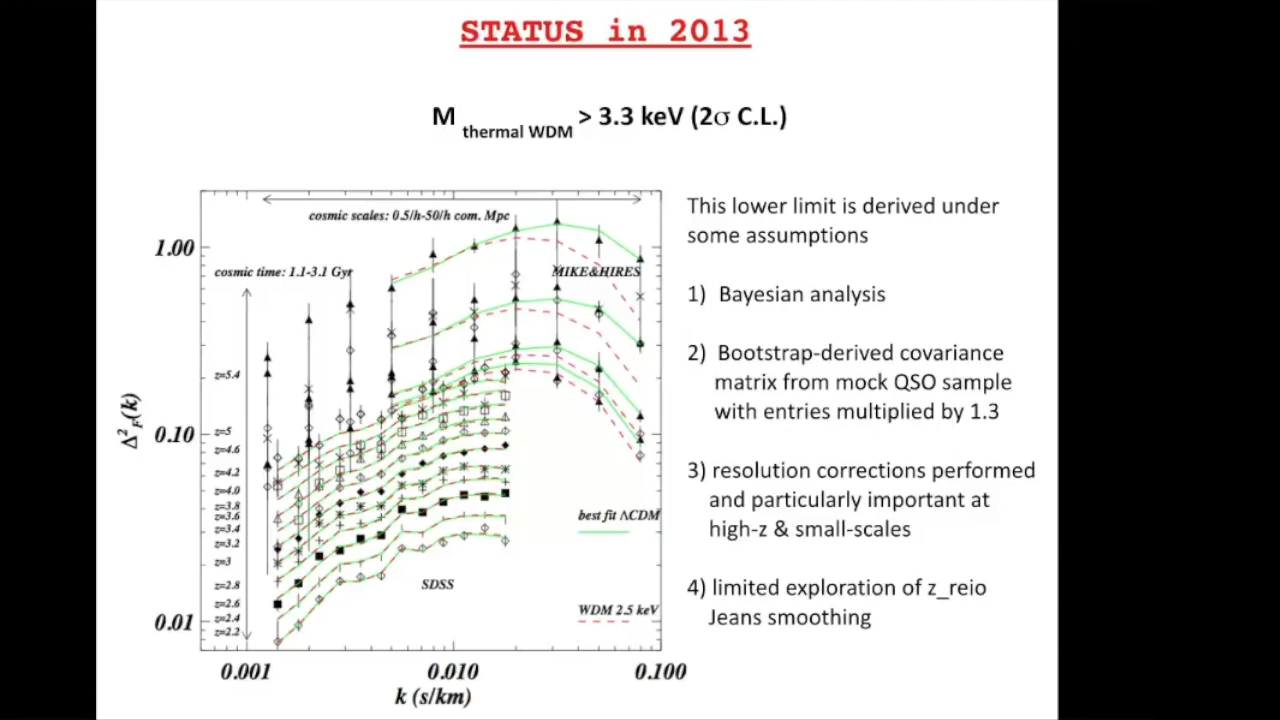 STATUS in 2013
M thermal WDM > 3.3 keV (2σ C.L.)
cosmic scales: 0.5/h-50/h com. Mpc
cosmic time: 1.1-3.1 Gyr
MIKE&HIRES
1.00
0.10
0.01
Δ²F(k)
z=5.4
z=5
z=4.6
z=4.2
z=4.0
z=3.8
z=3.6
z=3.4
z=3.2
z=3
z=2.8
z=2.6
z=2.4
z=2.2
best fit ΛCDM
SDSS
WDM 2.5 keV
0.001
0.010
0.100
k (s/km)
This lower limit is derived under
some assumptions
1) Bayesian analysis
2) Bootstrap-derived covariance
matrix from mock QSO sample
with entries multiplied by 1.3
3) resolution corrections performed
and particularly important at
high-z & small-scales
4) limited exploration of z_reio
Jeans smoothing